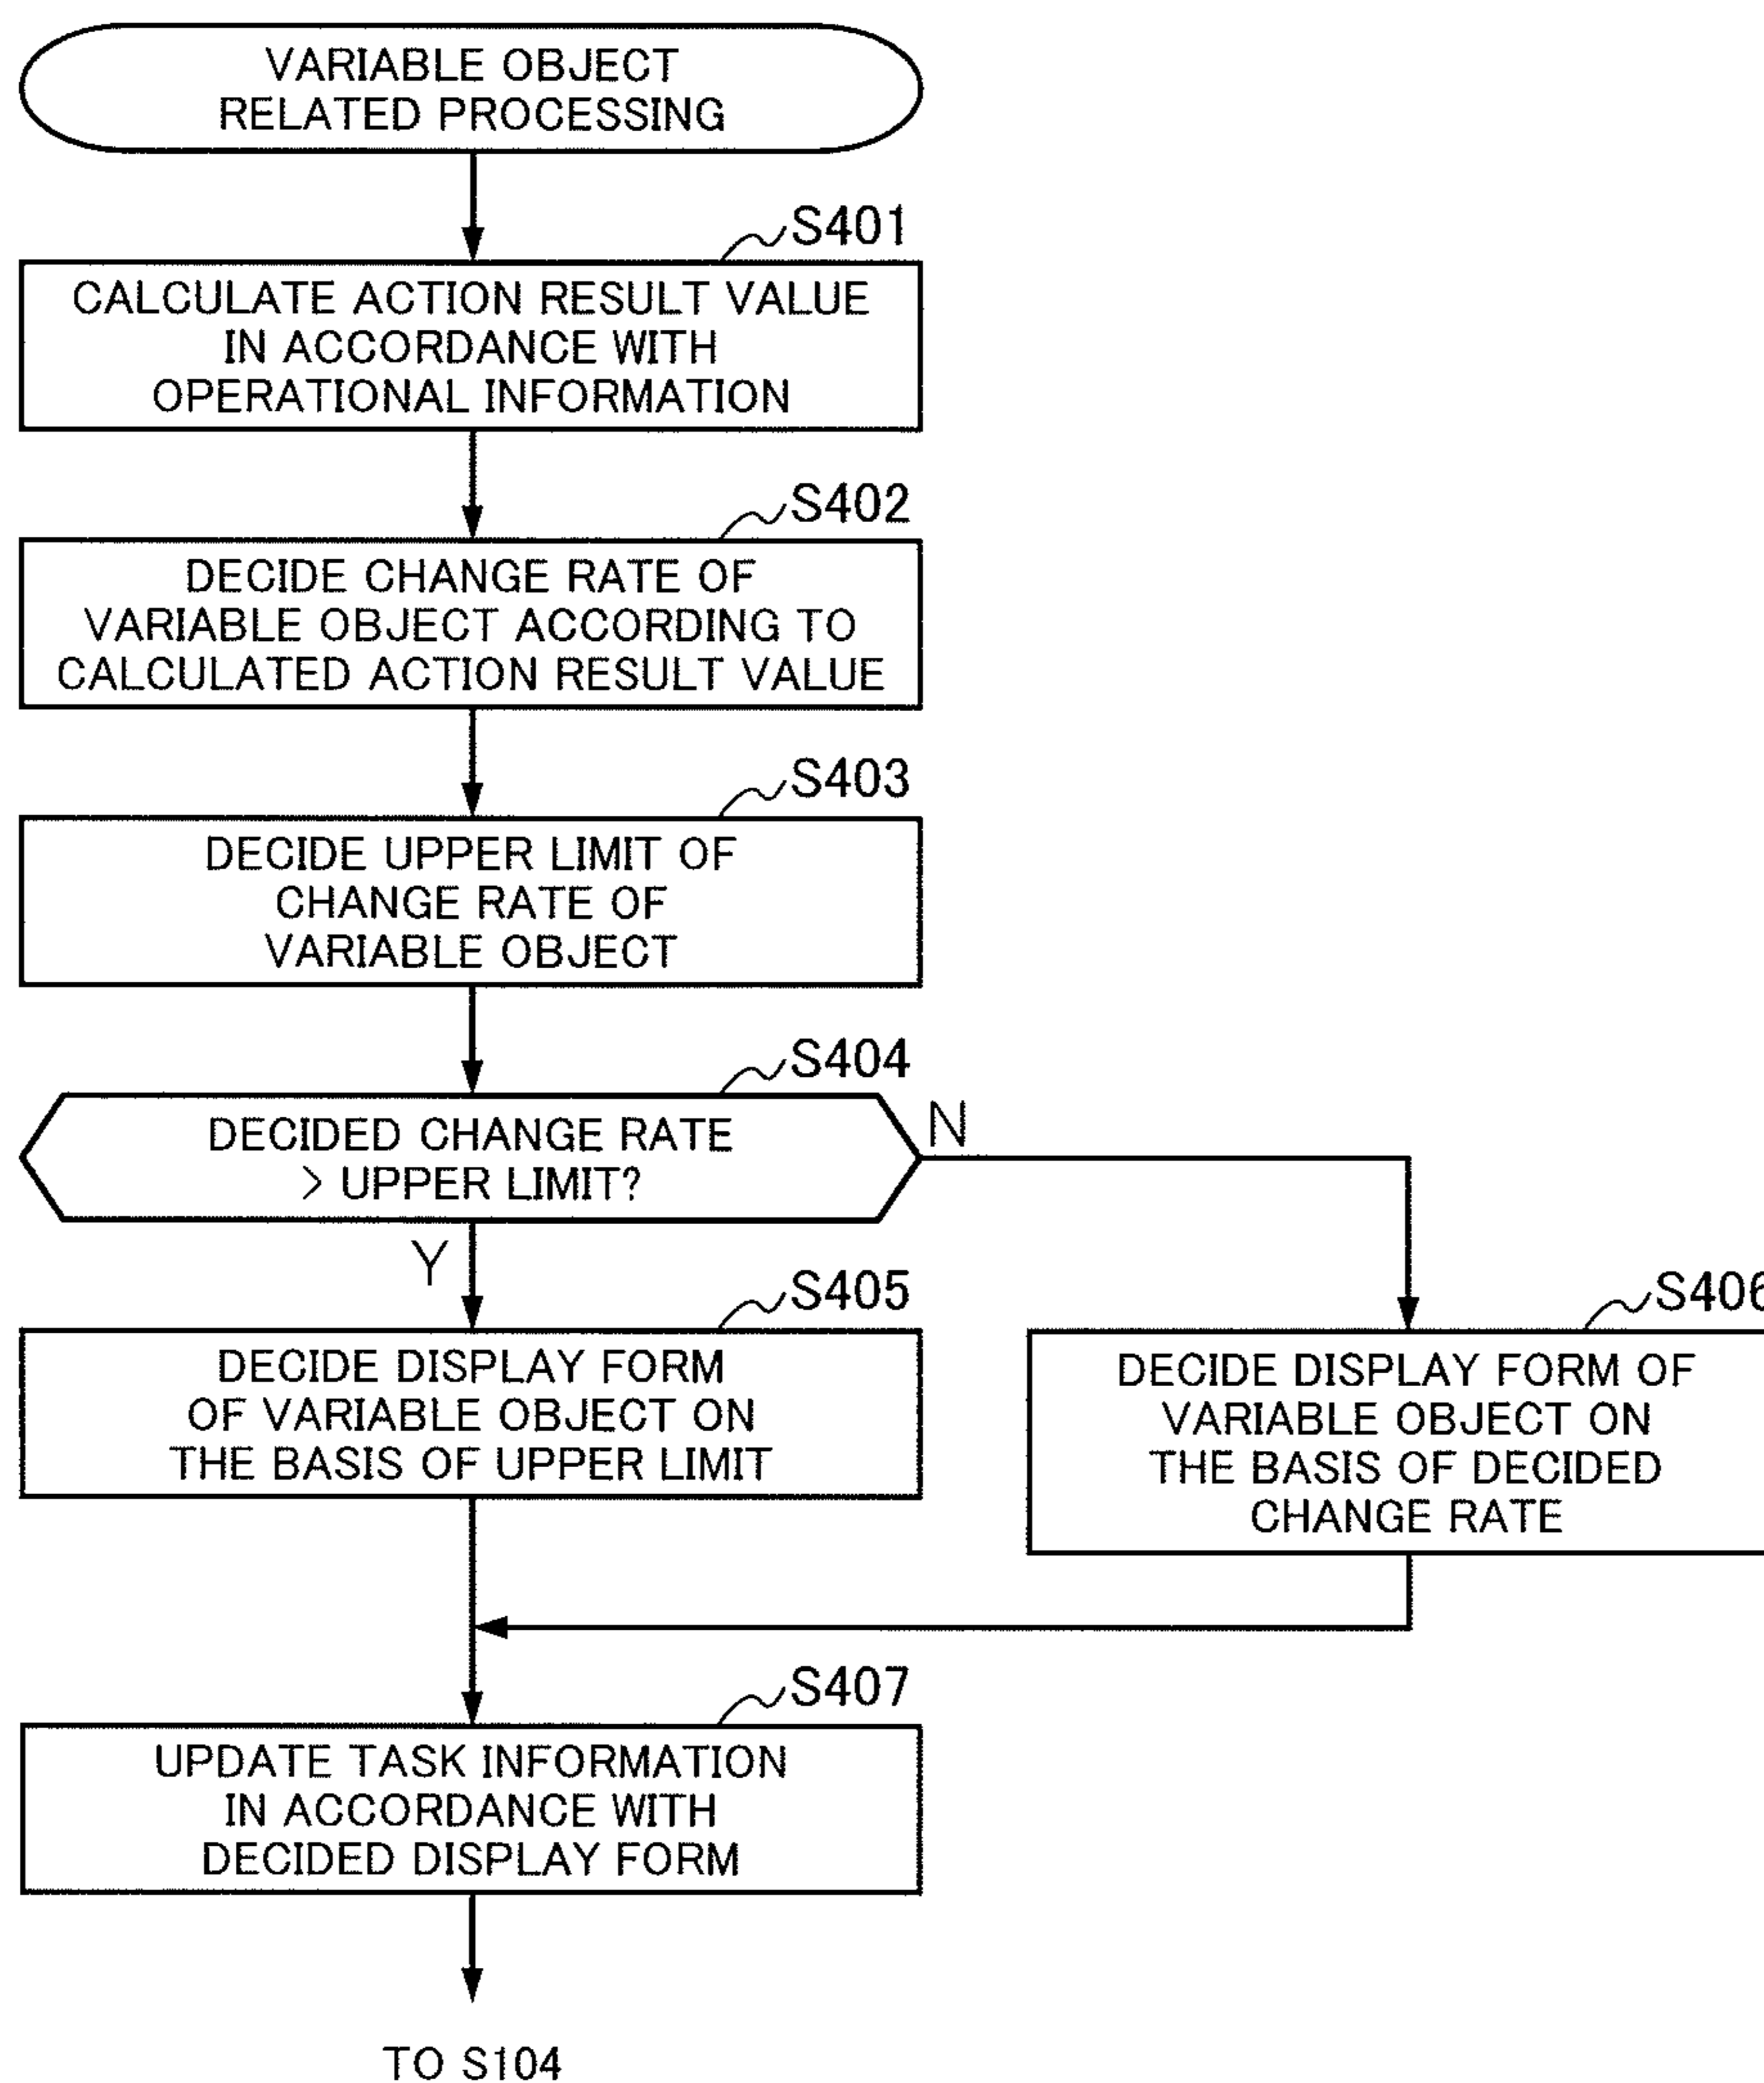 VARIABLE OBJECT
RELATED PROCESSING
S401
CALCULATE ACTION RESULT VALUE
IN ACCORDANCE WITH
OPERATIONAL INFORMATION
S402
DECIDE CHANGE RATE OF
VARIABLE OBJECT ACCORDING TO
CALCULATED ACTION RESULT VALUE
S403
DECIDE UPPER LIMIT OF
CHANGE RATE OF
VARIABLE OBJECT
S404
DECIDED CHANGE RATE
> UPPER LIMIT?
N
Y
S405
DECIDE DISPLAY FORM
OF VARIABLE OBJECT ON
THE BASIS OF UPPER LIMIT
S406
DECIDE DISPLAY FORM OF
VARIABLE OBJECT ON
THE BASIS OF DECIDED
CHANGE RATE
S407
UPDATE TASK INFORMATION
IN ACCORDANCE WITH
DECIDED DISPLAY FORM
TO S104